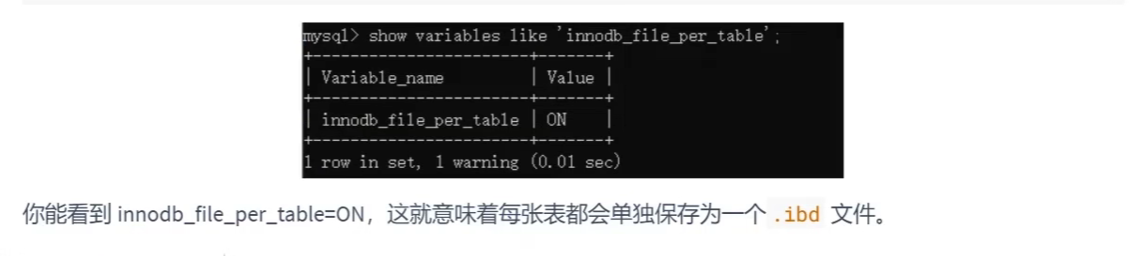 mysql> show variables like 'innodb_file_per_table';
+-----------------------+-------+
| Variable_name         | Value |
+-----------------------+-------+
| innodb_file_per_table | ON    |
+-----------------------+-------+
1 row in set, 1 warning (0.01 sec)
你能看到 innodb_file_per_table=ON，这就意味着每张表都会单独保存为一个 .ibd 文件。